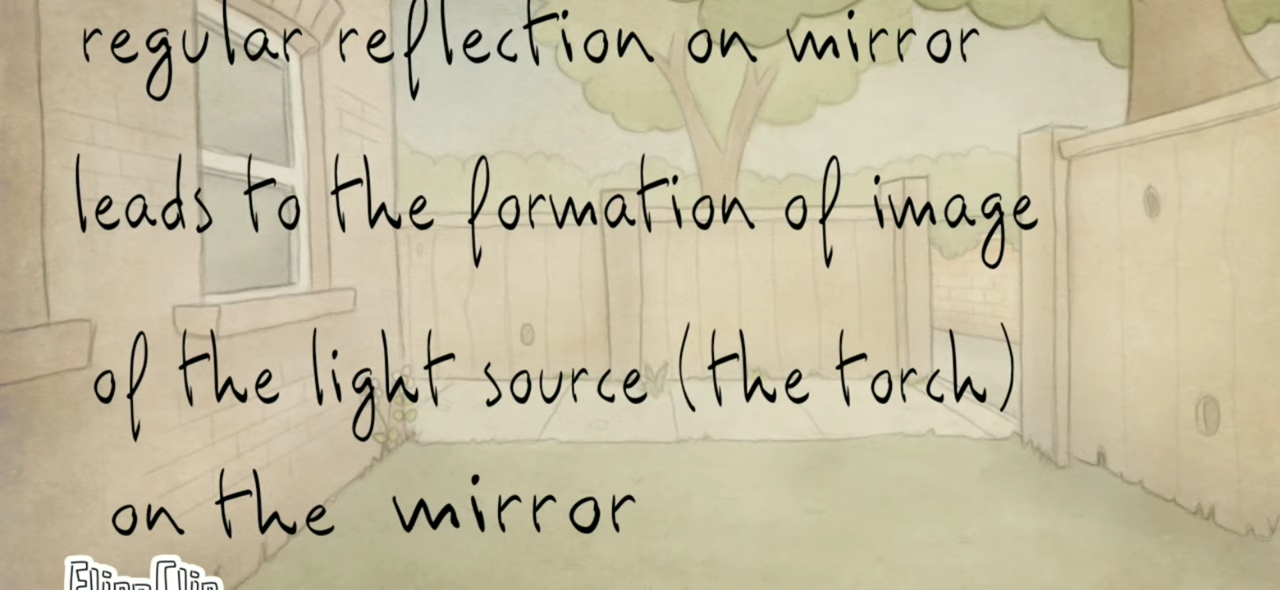 regular reflection on mirror
leads to the formation of image
of the light source (the torch)
on the mirror
FlipaClip